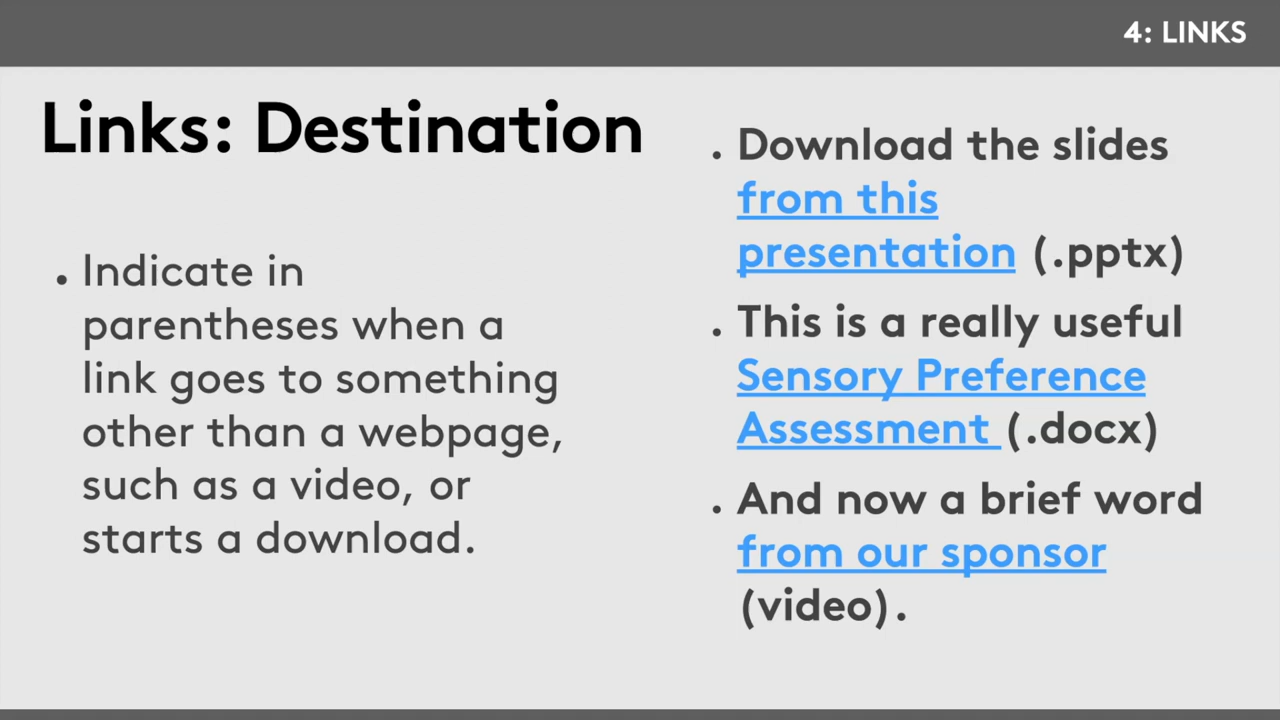 4: LINKS
Links: Destination
. Indicate in
parentheses when a
link goes to something
other than a webpage,
such as a video, or
starts a download.
. Download the slides
from this
presentation (.pptx)
. This is a really useful
Sensory Preference
Assessment (.docx)
. And now a brief word
from our sponsor
(video).